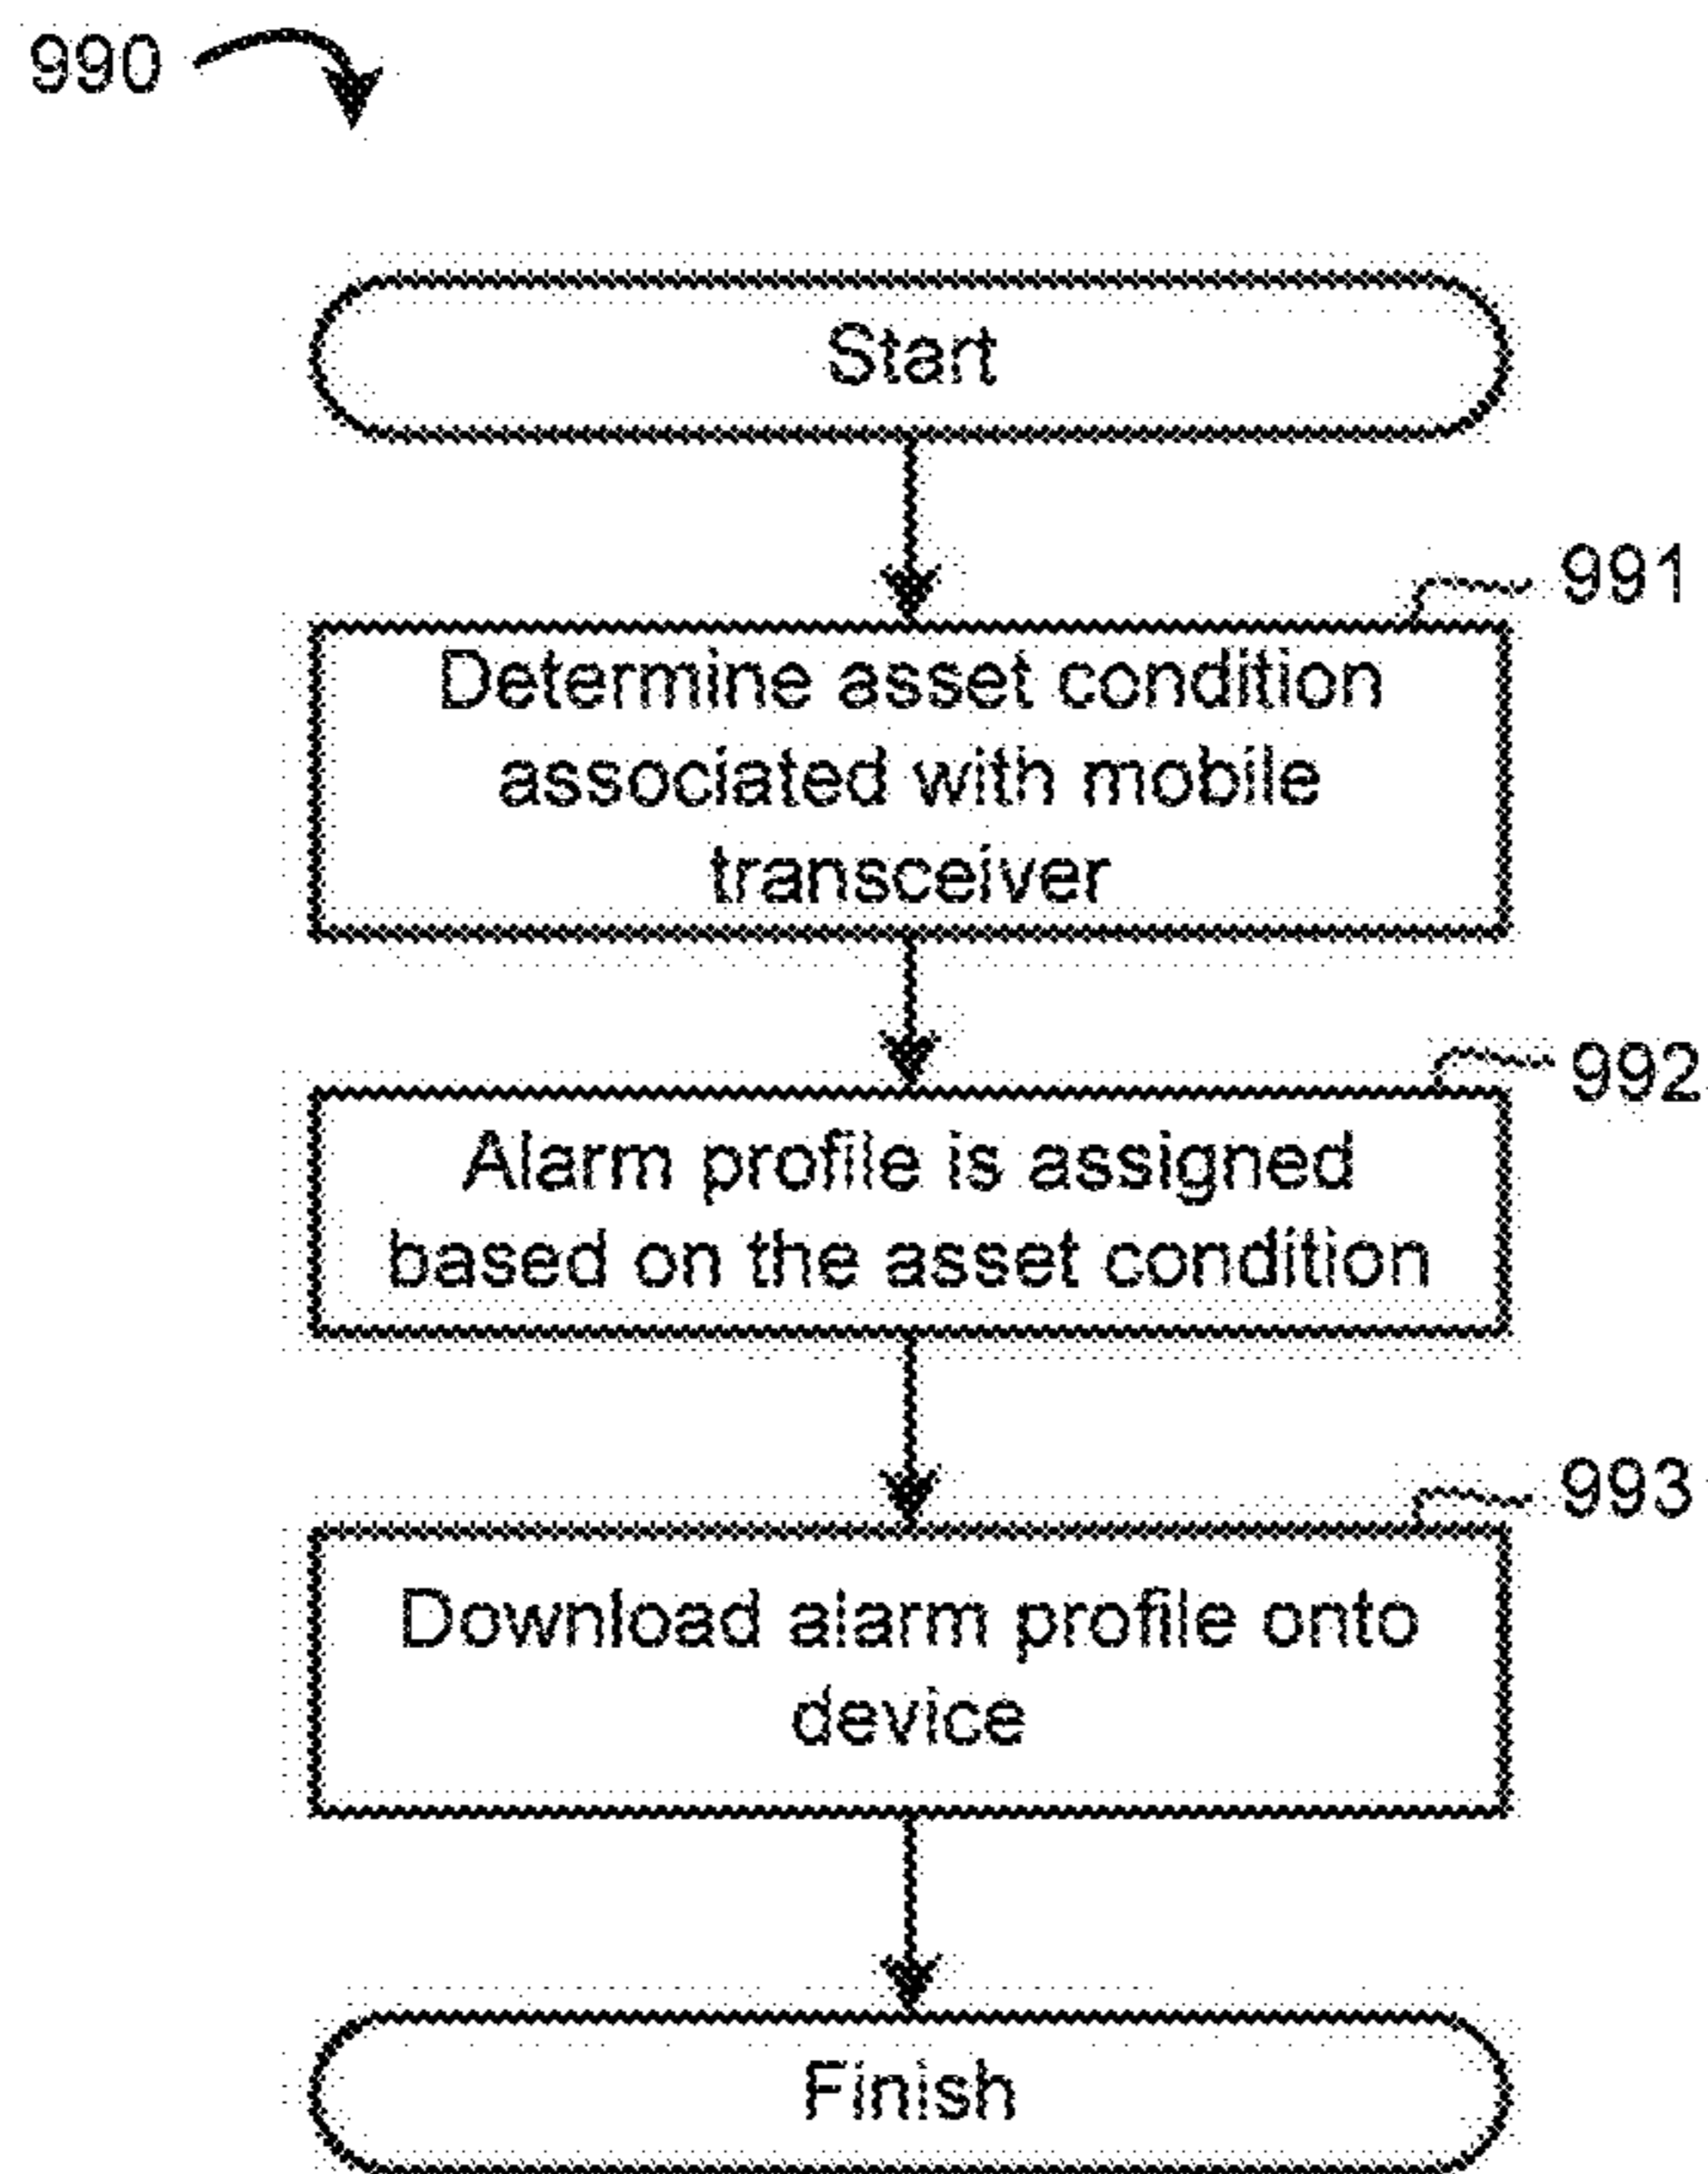 990
Start
991
Determine asset condition
associated with mobile
transceiver
992
Alarm profile is assigned
based on the asset condition
993
Download alarm profile onto
device
Finish